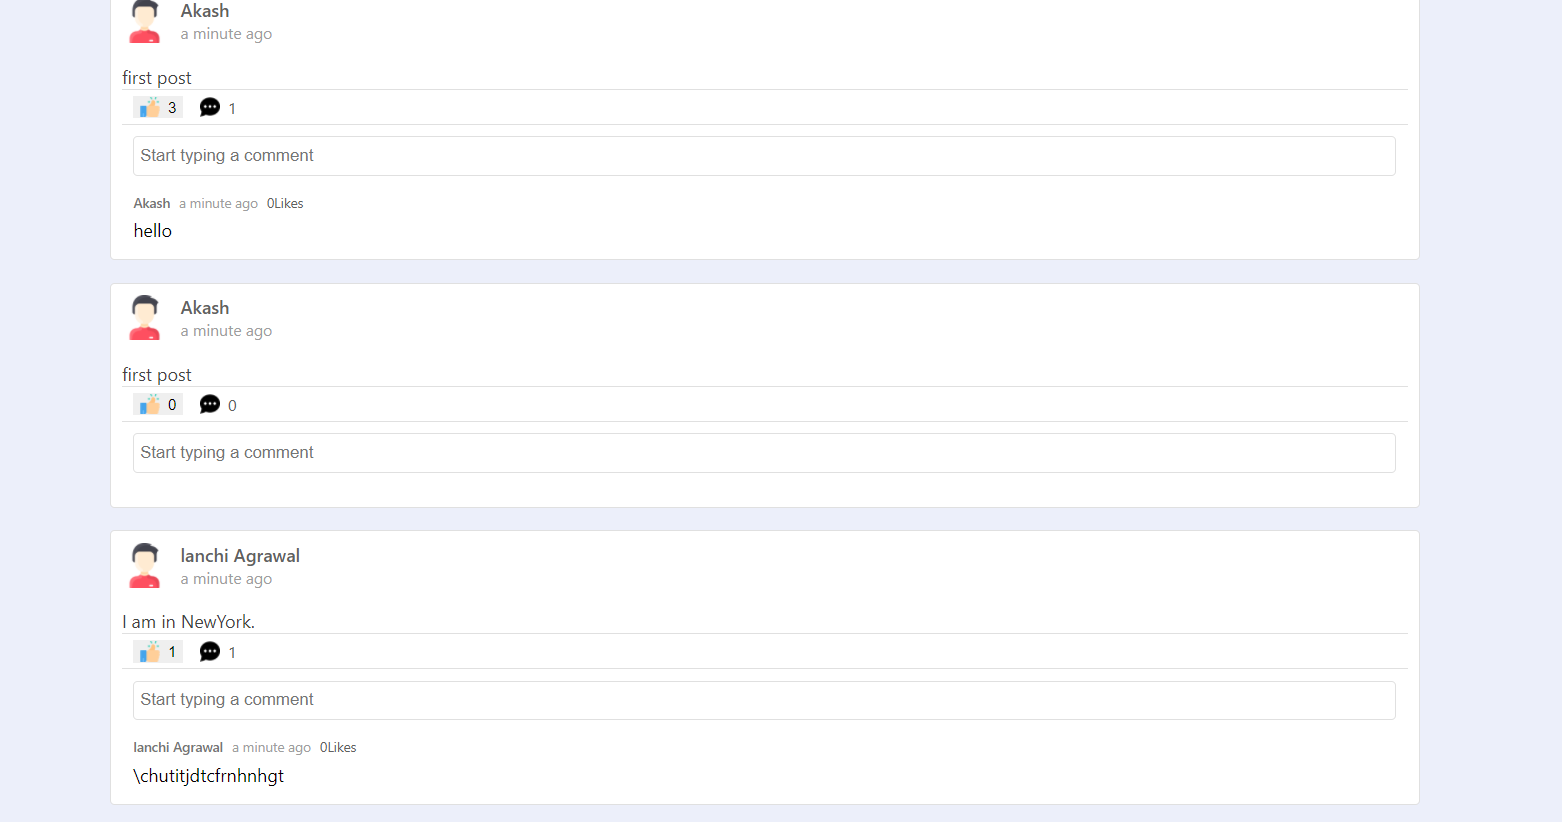 Akash
a minute ago
first post
3 1
Start typing a comment
Akash a minute ago 0Likes
hello
Akash
a minute ago
first post
0 0
Start typing a comment
lanchi Agrawal
a minute ago
I am in NewYork.
1 1
Start typing a comment
lanchi Agrawal a minute ago 0Likes
\chutitjdtcfrnhnhgt